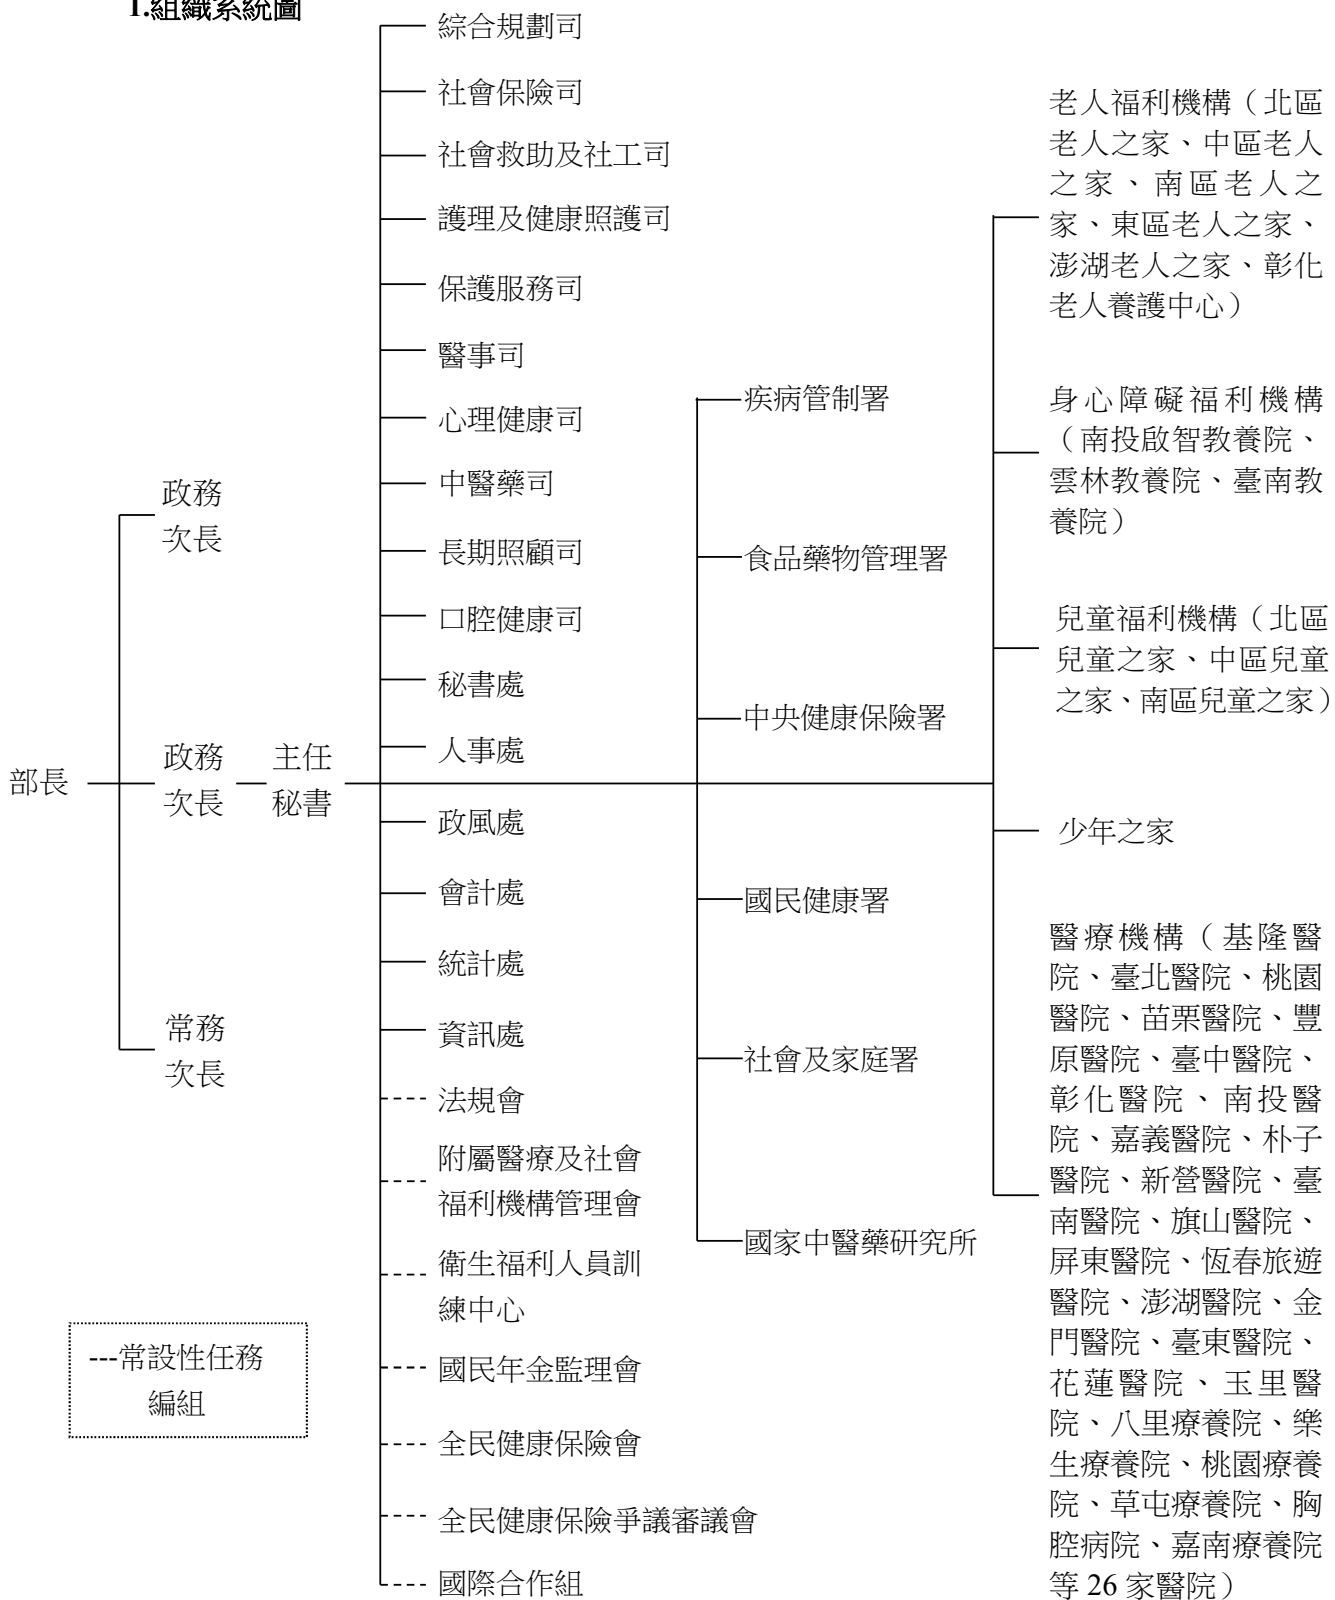 1.組織系統圖
部長
政務
次長
政務
次長
常務
次長
主任
秘書
綜合規劃司
社會保險司
社會救助及社工司
護理及健康照護司
保護服務司
醫事司
心理健康司
中醫藥司
長期照顧司
口腔健康司
秘書處
人事處
政風處
會計處
統計處
資訊處
法規會
附屬醫療及社會
福利機構管理會
衛生福利人員訓
練中心
國民年金監理會
全民健康保險會
全民健康保險爭議審議會
國際合作組
疾病管制署
食品藥物管理署
中央健康保險署
國民健康署
社會及家庭署
國家中醫藥研究所
老人福利機構（北區
老人之家、中區老人
之家、南區老人之
家、東區老人之家、
澎湖老人之家、彰化
老人養護中心）
身心障礙福利機構
（南投啟智教養院、
雲林教養院、臺南教
養院）
兒童福利機構（北區
兒童之家、中區兒童
之家、南區兒童之家）
少年之家
醫療機構（基隆醫
院、臺北醫院、桃園
醫院、苗栗醫院、豐
原醫院、臺中醫院、
彰化醫院、南投醫
院、嘉義醫院、朴子
醫院、新營醫院、臺
南醫院、旗山醫院、
屏東醫院、恆春旅遊
醫院、澎湖醫院、金
門醫院、臺東醫院、
花蓮醫院、玉里醫
院、八里療養院、樂
生療養院、桃園療養
院、草屯療養院、胸
腔病院、嘉南療養院
等 26 家醫院）
---常設性任務
編組